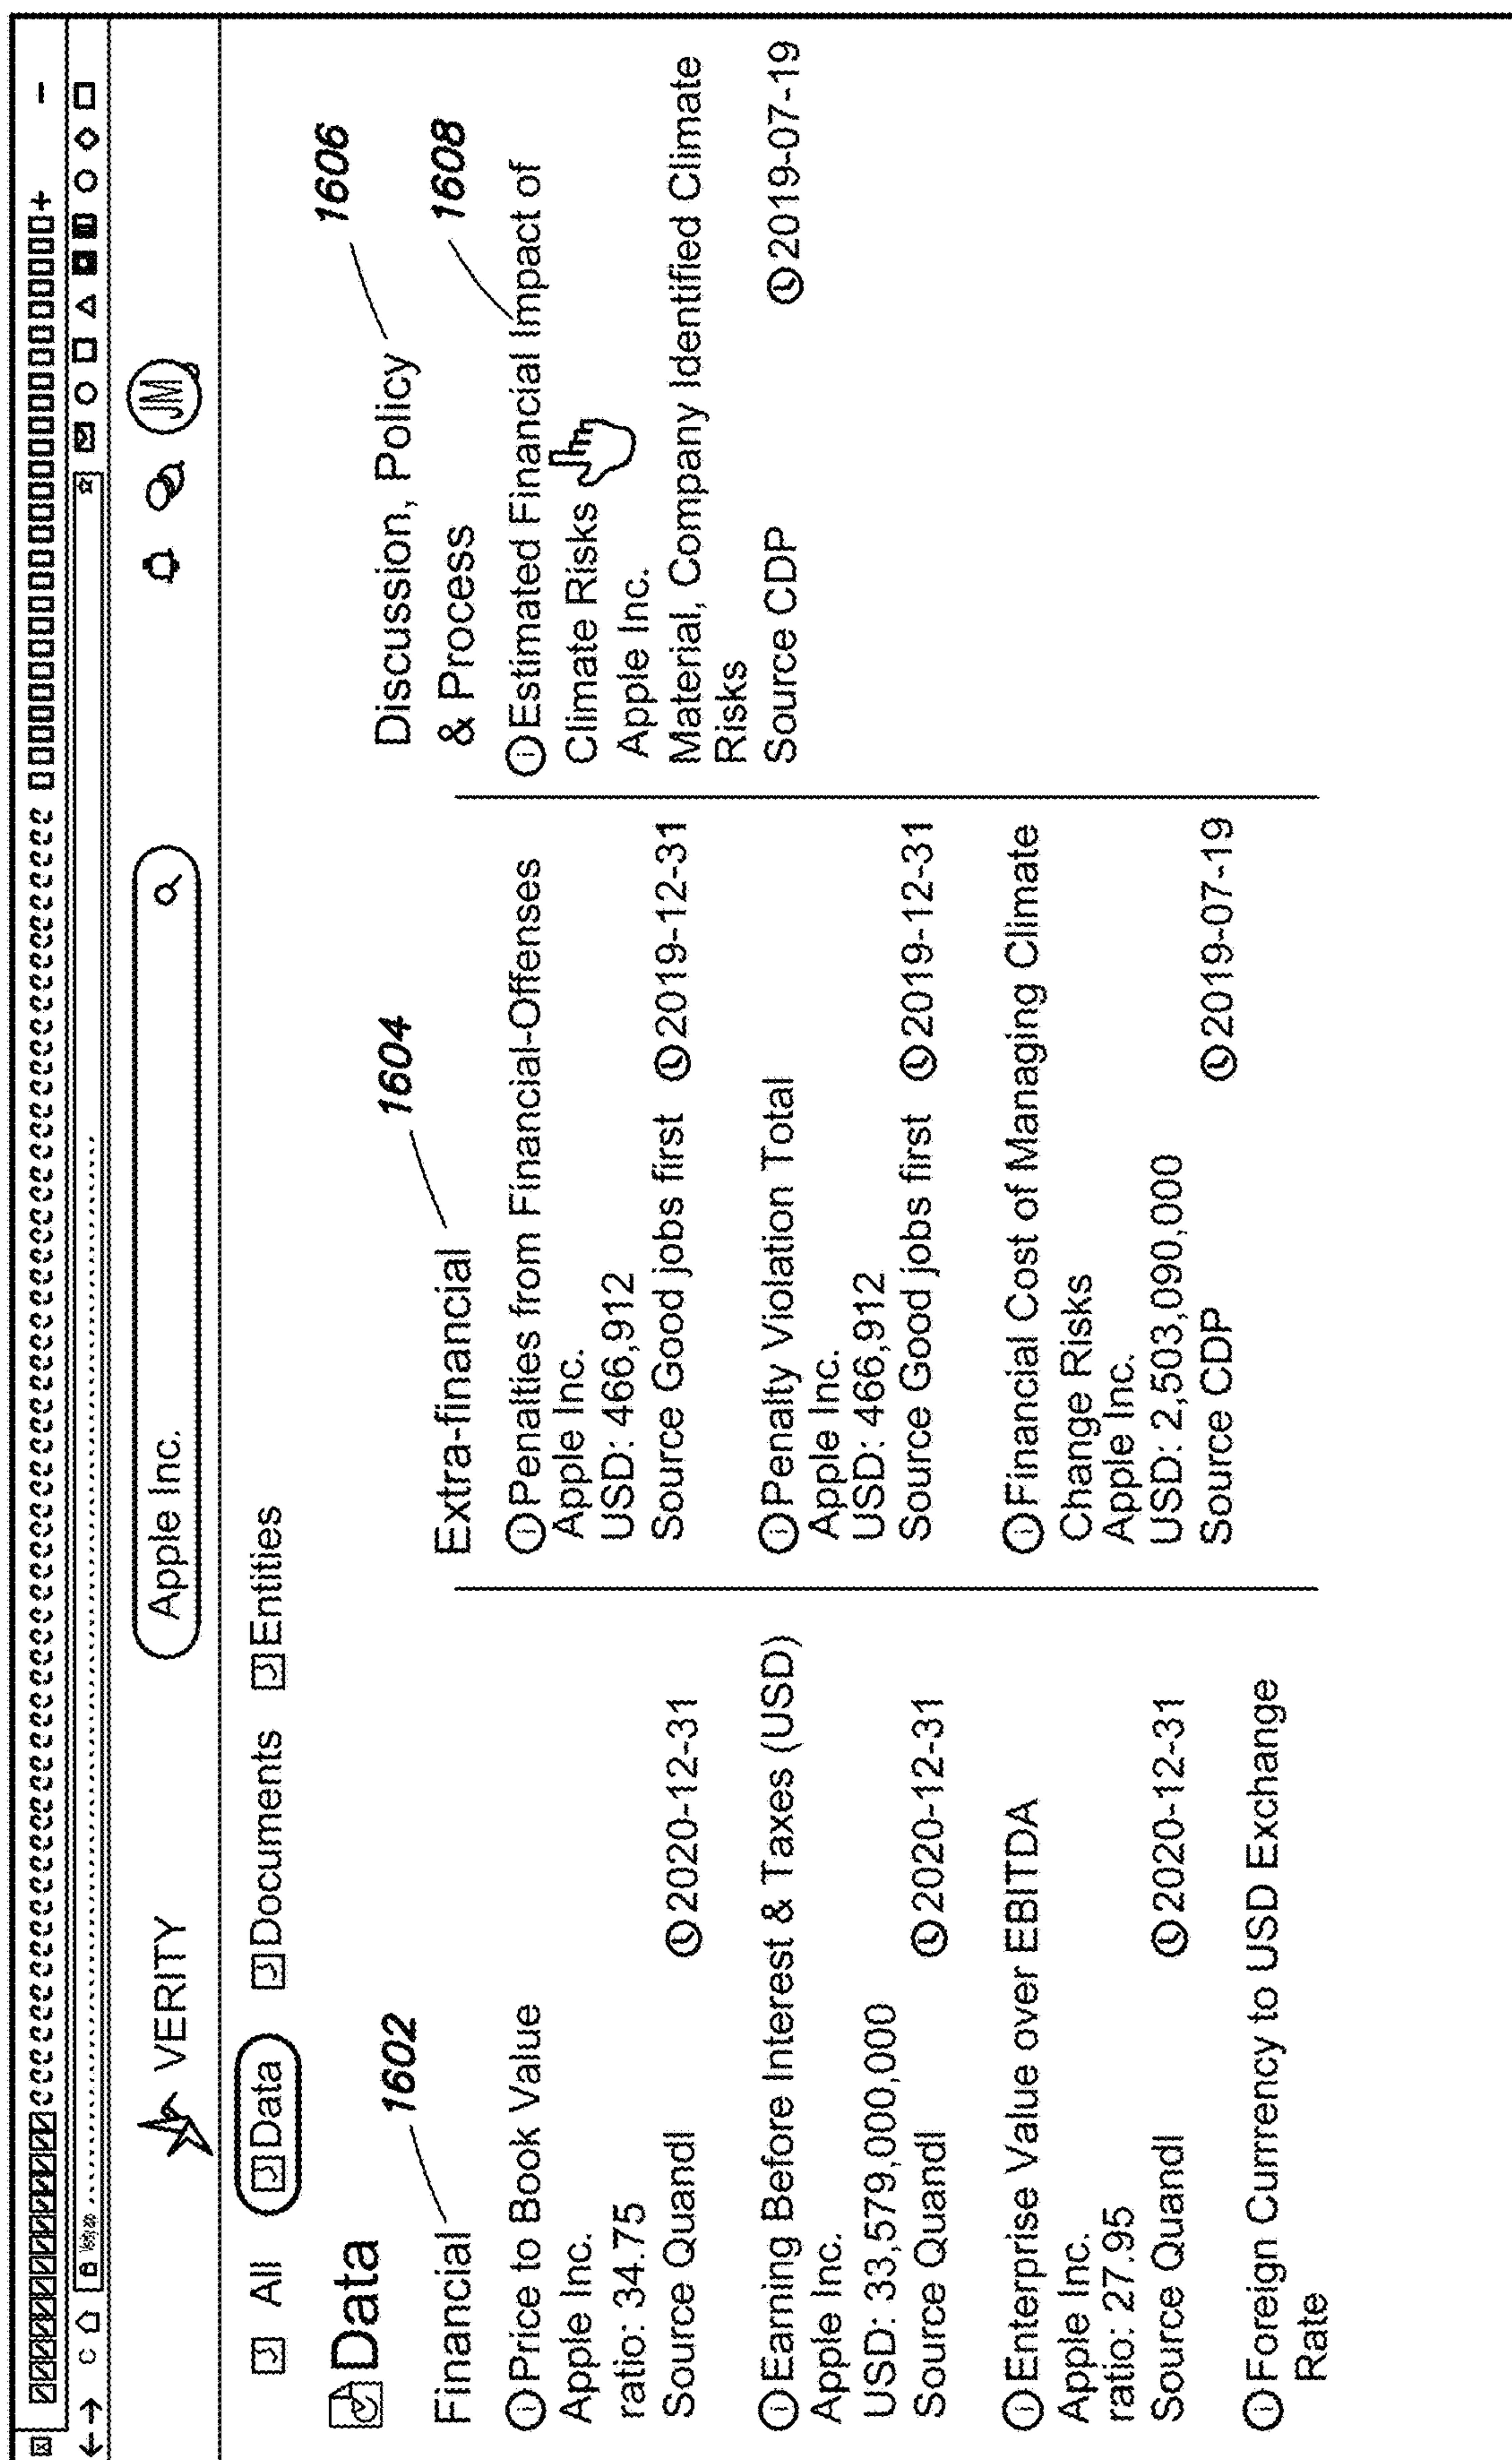 VERITY
Apple Inc.
JM
All
Data
Documents
Entities
Data
1602
Financial
Price to Book Value
Apple Inc.
ratio: 34.75
Source Quandl
2020-12-31
Earning Before Interest & Taxes (USD)
Apple Inc.
USD: 33,579,000,000
Source Quandl
2020-12-31
Enterprise Value over EBITDA
Apple Inc.
ratio: 27.95
Source Quandl
2020-12-31
Foreign Currrency to USD Exchange
Rate
1604
Extra-financial
Penalties from Financial-Offenses
Apple Inc.
USD: 466,912
Source Good jobs first
2019-12-31
Penalty Violation Total
Apple Inc.
USD: 466,912
Source Good jobs first
2019-12-31
Financial Cost of Managing Climate
Change Risks
Apple Inc.
USD: 2,503,090,000
Source CDP
2019-07-19
1606
Discussion, Policy
& Process
1608
Estimated Financial Impact of
Climate Risks
Apple Inc.
Material, Company Identified Climate
Risks
Source CDP
2019-07-19